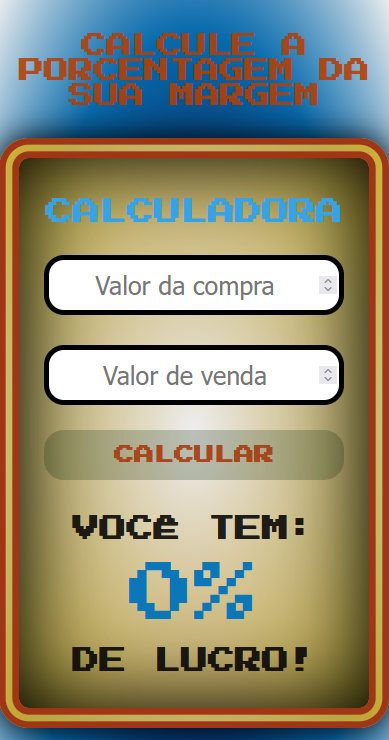 CALCULE A
PORCENTAGEM DA
SUA MARGEM
CALCULADORA
Valor da compra
Valor de venda
CALCULAR
VOCê TEM:
0%
DE LUCRO!